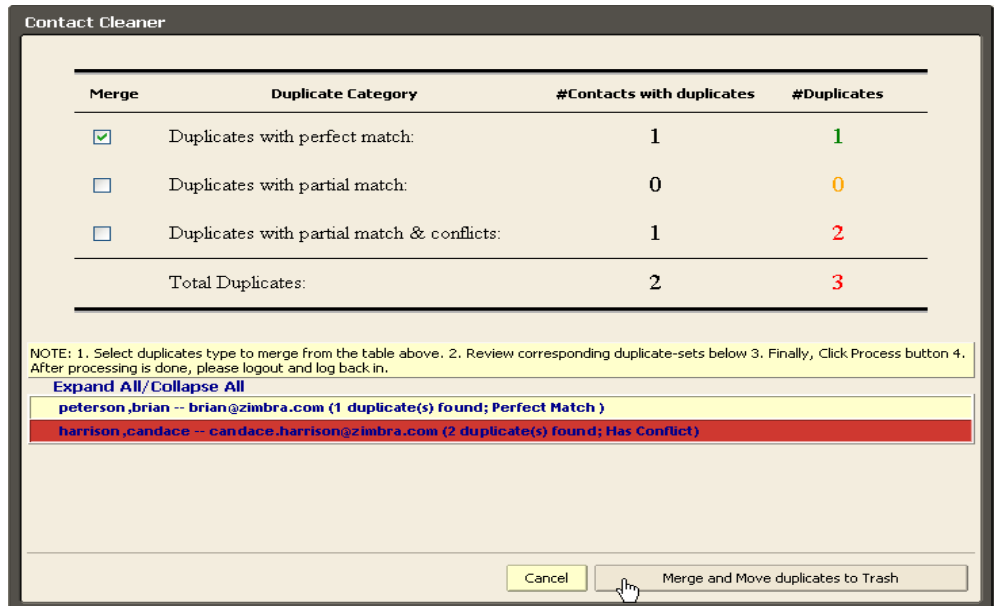 Contact Cleaner
Merge Duplicate Category #Contacts with duplicates #Duplicates
Duplicates with perfect match: 1 1
Duplicates with partial match: 0 0
Duplicates with partial match & conflicts: 1 2
Total Duplicates: 2 3
NOTE: 1. Select duplicates type to merge from the table above. 2. Review corresponding duplicate-sets below 3. Finally, Click Process button 4.
After processing is done, please logout and log back in.
Expand All/Collapse All
peterson,brian -- brian@zimbra.com (1 duplicate(s) found; Perfect Match )
harrison,candace -- candace.harrison@zimbra.com (2 duplicate(s) found; Has Conflict)
Cancel Merge and Move duplicates to Trash